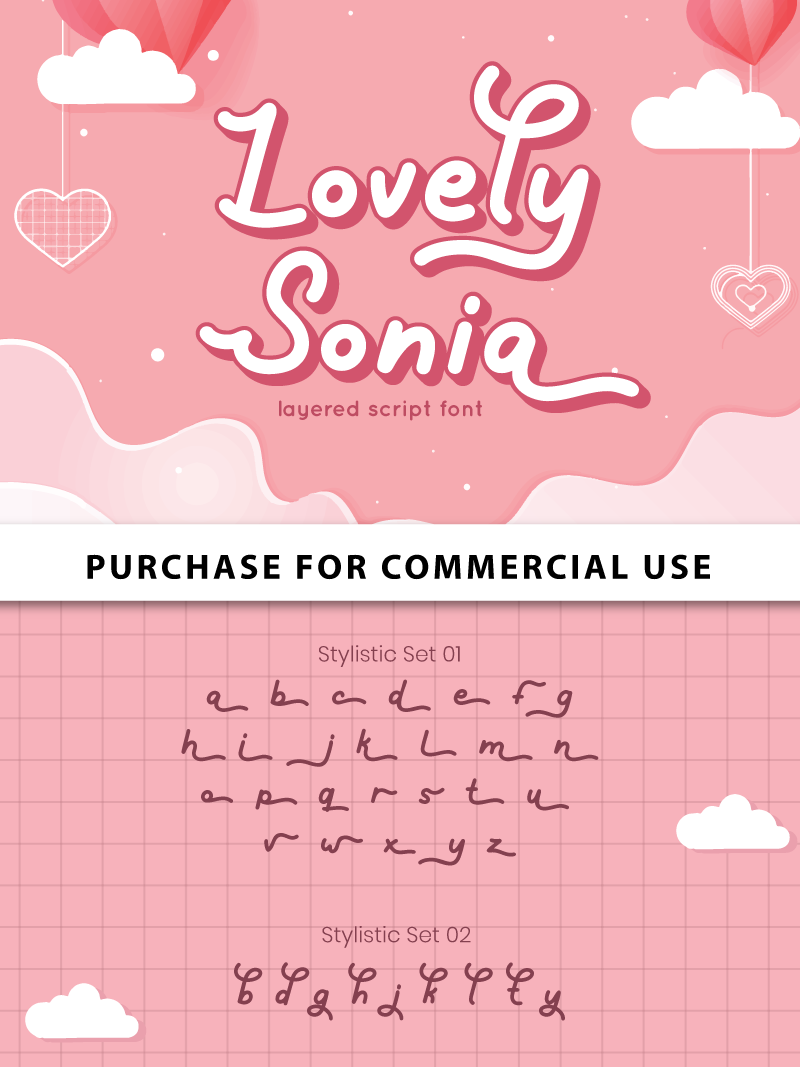 Lovely
Sonia
layered script font
PURCHASE FOR COMMERCIAL USE
Stylistic Set 01
a b c d e f g
h i j k l m n
o p q r s t u
v w x y z
Stylistic Set 02
b d g h j k l t y